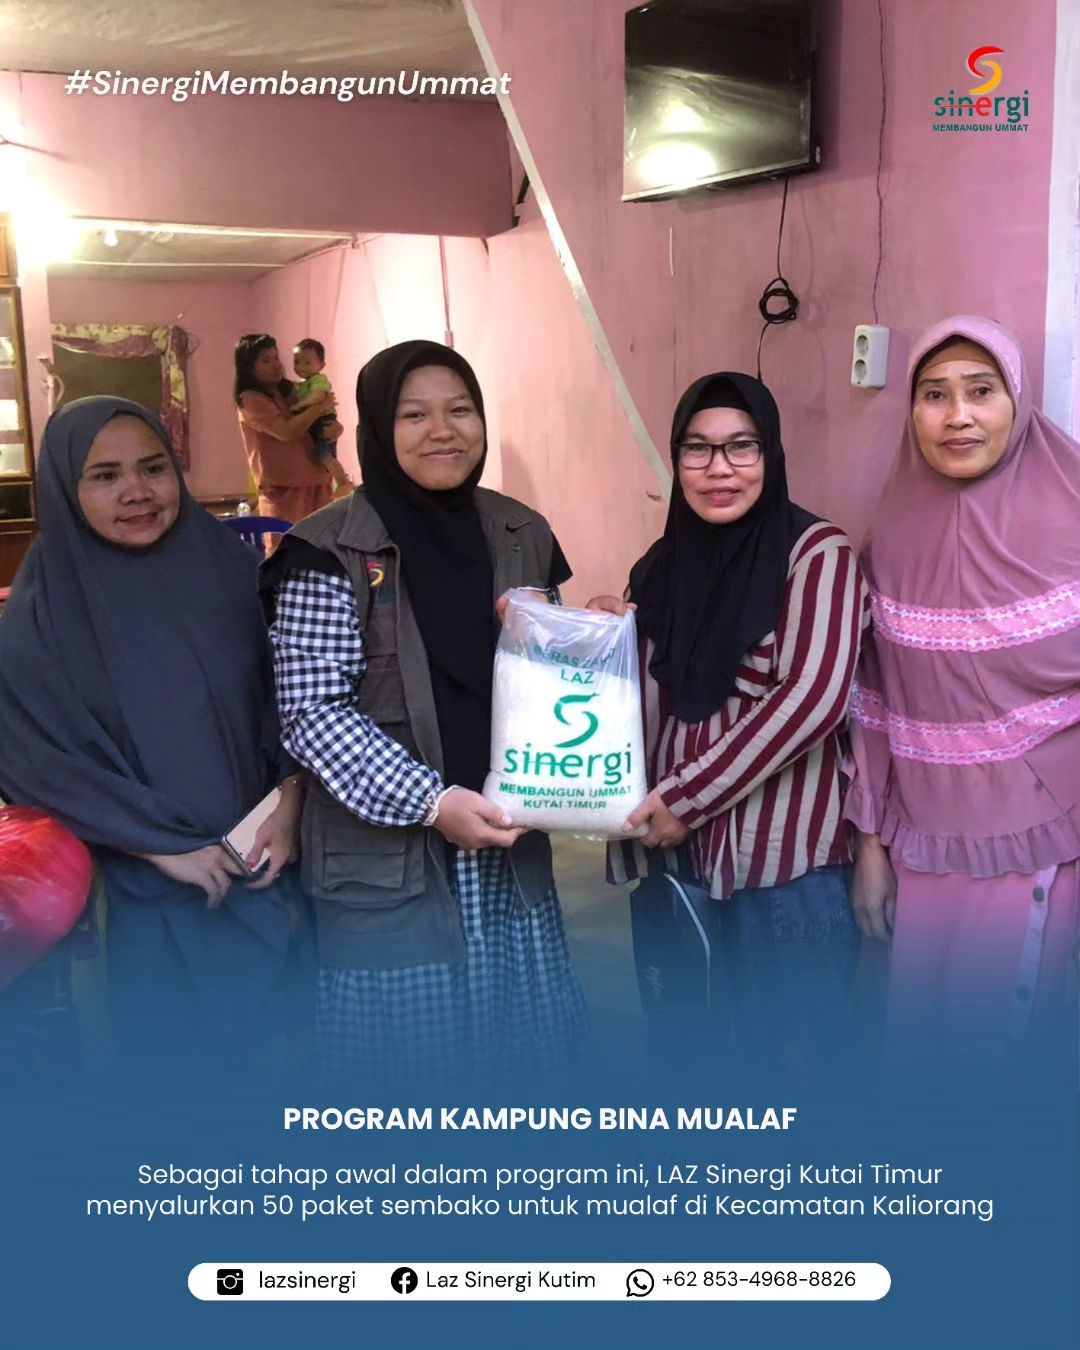 #SinergiMembangunUmmat
sinergi
MEMBANGUN UMMAT
BERAS ZAKAT
LAZ
sinergi
MEMBANGUN UMMAT
KUTAI TIMUR
PROGRAM KAMPUNG BINA MUALAF
Sebagai tahap awal dalam program ini, LAZ Sinergi Kutai Timur
menyalurkan 50 paket sembako untuk mualaf di Kecamatan Kaliorang
lazsinergi Laz Sinergi Kutim +62 853-4968-8826